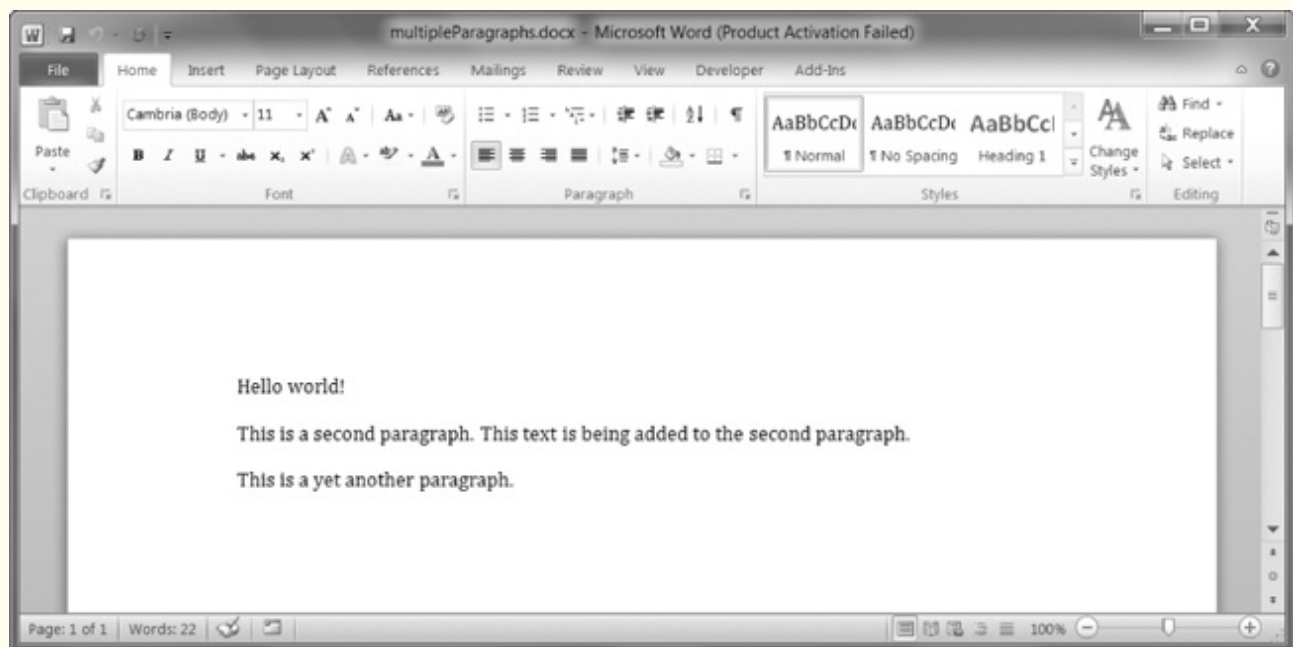 multipleParagraphs.docx - Microsoft Word (Product Activation Failed)
File Home Insert Page Layout References Mailings Review View Developer Add-Ins
Cambria (Body) 11 A A Aa
AaBbCcDc AaBbCcDc AaBbCcI
Find
Replace
Select
Paste
B I U abc x, x' A ab A
¶ Normal ¶ No Spacing Heading 1
Change
Styles
Clipboard Font Paragraph Styles Editing
Hello world!
This is a second paragraph. This text is being added to the second paragraph.
This is a yet another paragraph.
Page: 1 of 1 Words: 22 100%